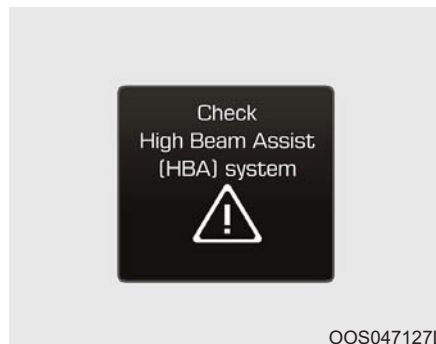 Check
High Beam Assist
(HBA) system
!
OOS047127L